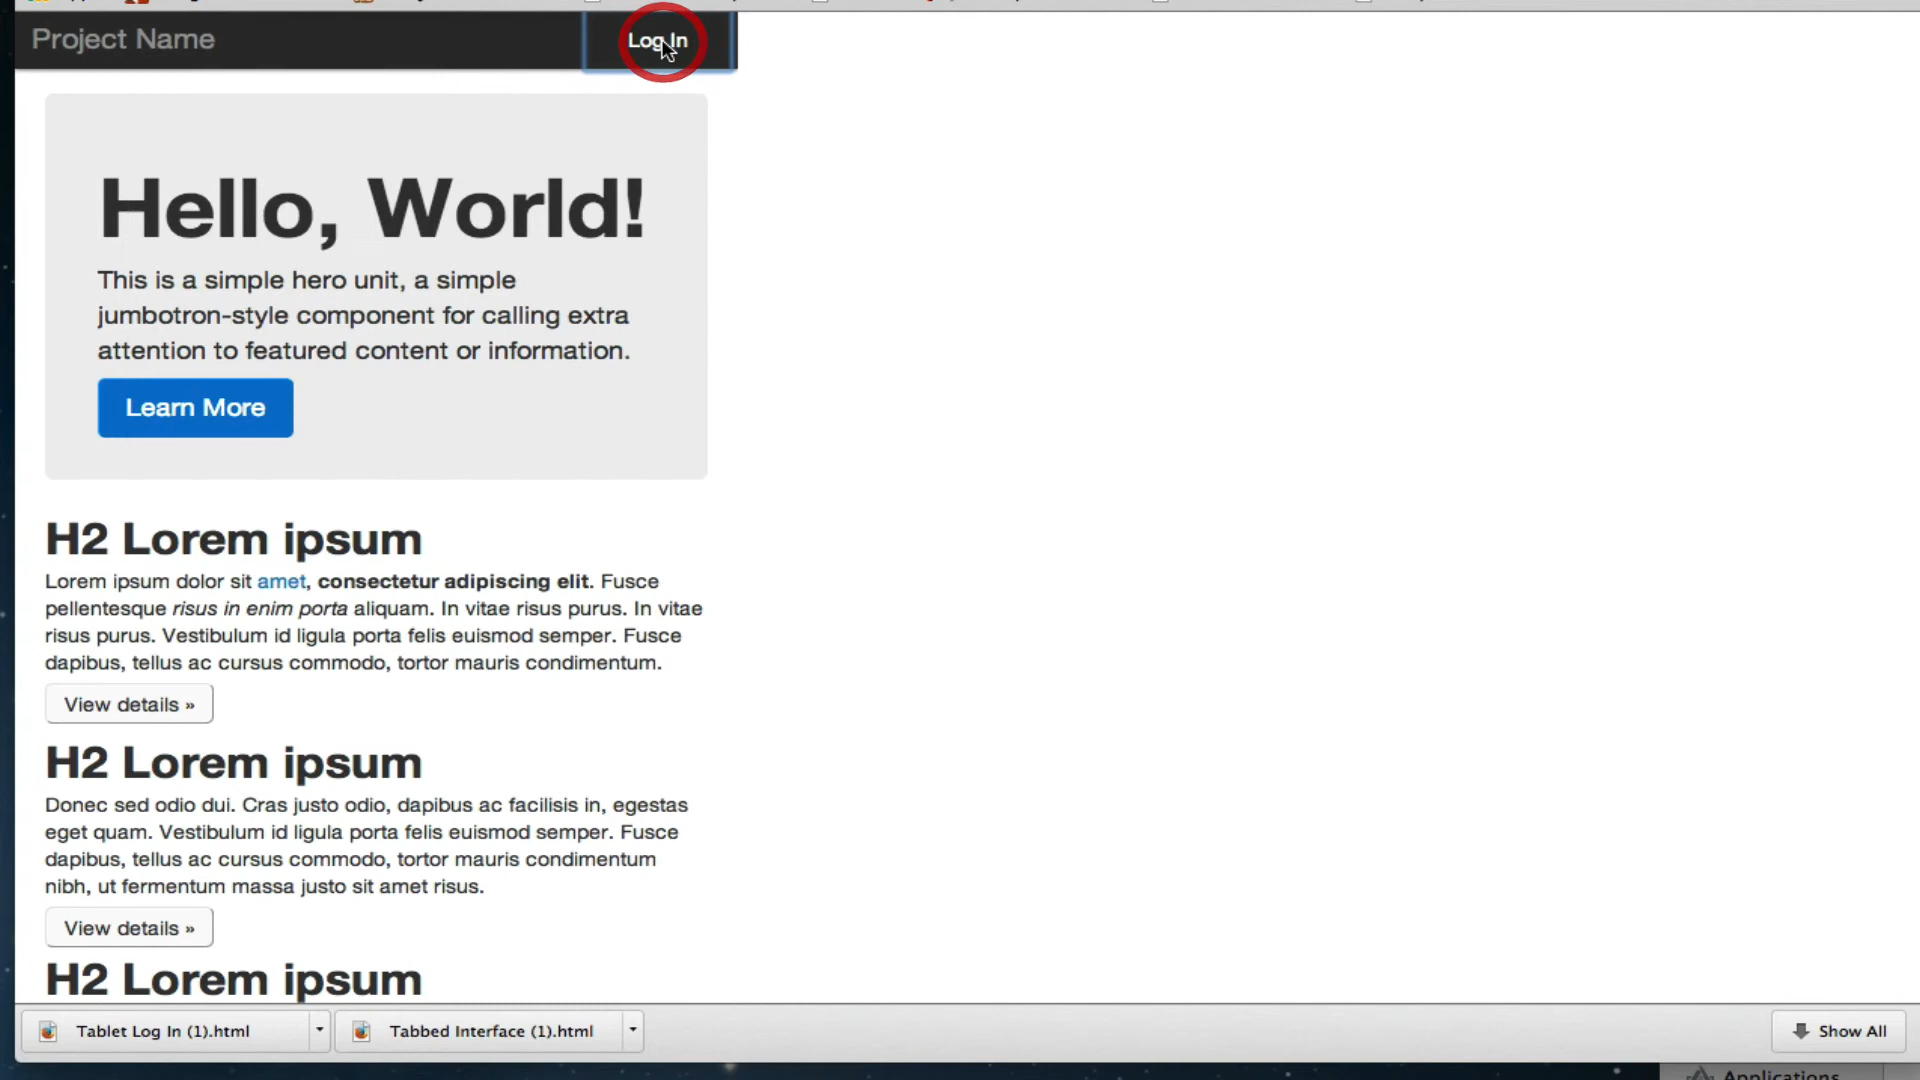 Project Name
Log In
Hello, World!
This is a simple hero unit, a simple
jumbotron-style component for calling extra
attention to featured content or information.
Learn More
H2 Lorem ipsum
Lorem ipsum dolor sit amet, consectetur adipiscing elit. Fusce
pellentesque risus in enim porta aliquam. In vitae risus purus. In vitae
risus purus. Vestibulum id ligula porta felis euismod semper. Fusce
dapibus, tellus ac cursus commodo, tortor mauris condimentum.
View details »
H2 Lorem ipsum
Donec sed odio dui. Cras justo odio, dapibus ac facilisis in, egestas
eget quam. Vestibulum id ligula porta felis euismod semper. Fusce
dapibus, tellus ac cursus commodo, tortor mauris condimentum
nibh, ut fermentum massa justo sit amet risus.
View details »
H2 Lorem ipsum
Tablet Log In (1).html
Tabbed Interface (1).html
Show All
Applications